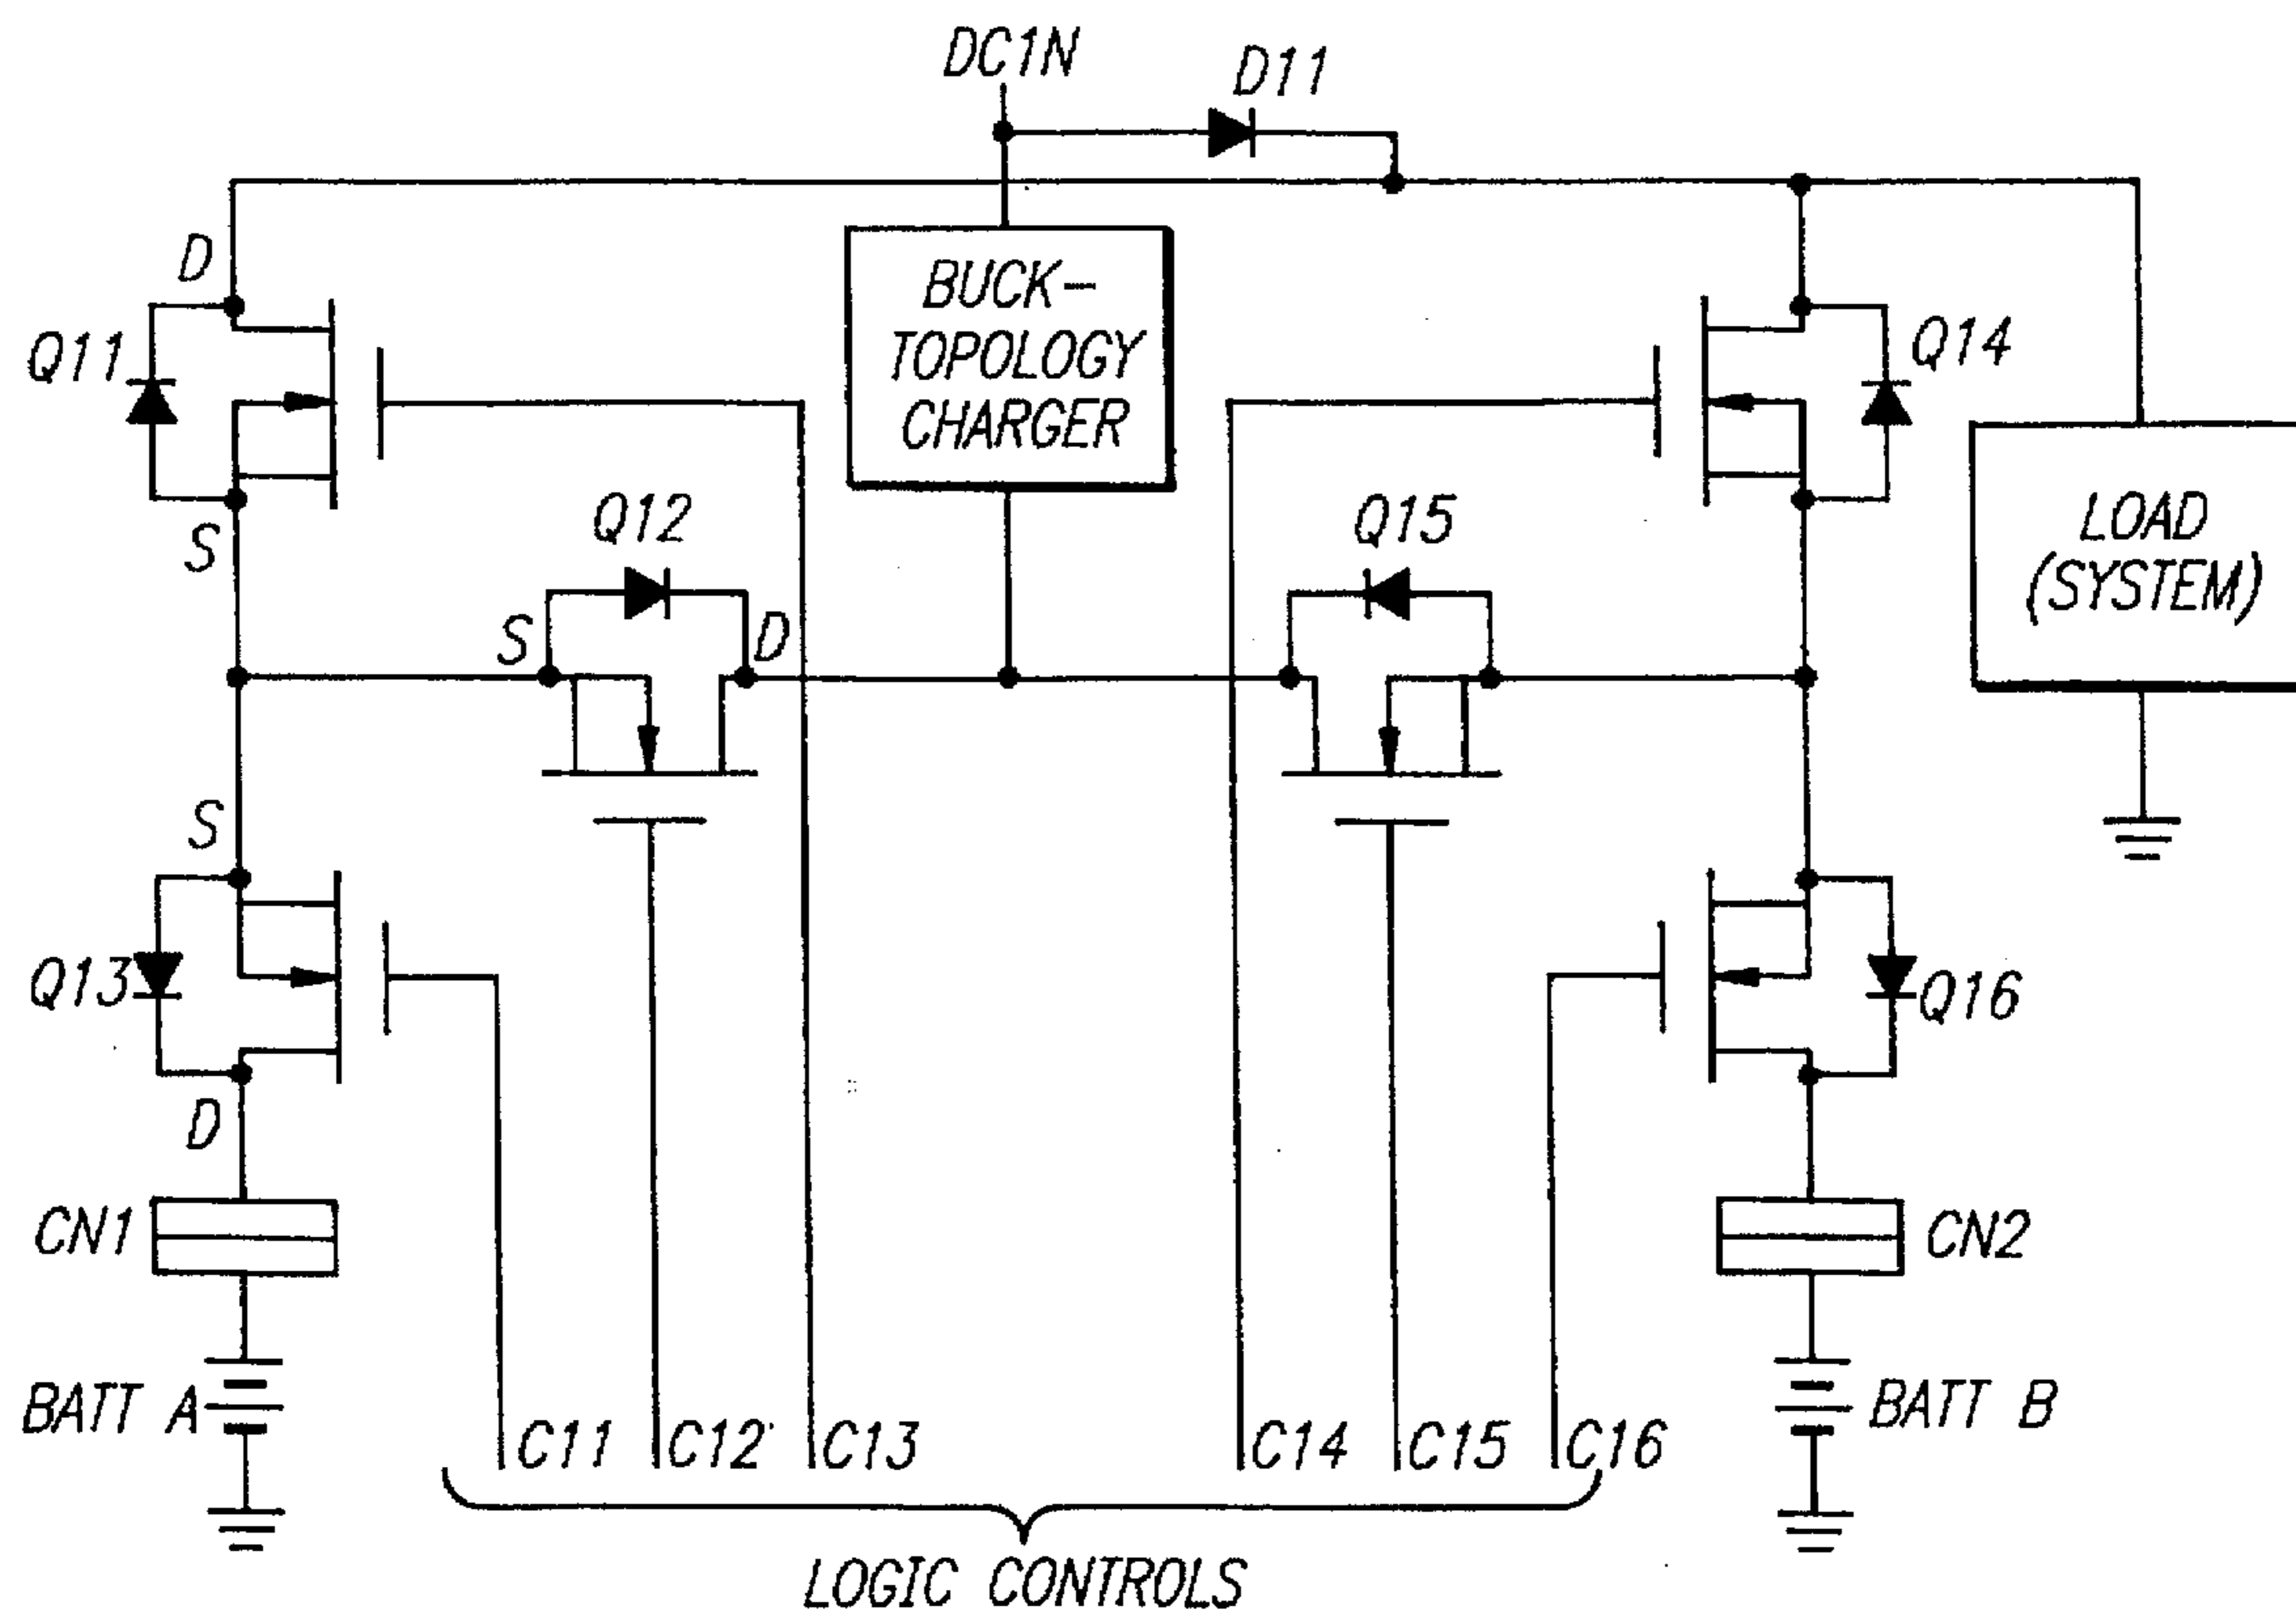 DC1N
D11
D
Q11
S
BUCK-
TOPOLOGY
CHARGER
Q14
LOAD
(SYSTEM)
Q12
S
D
Q15
S
Q13
D
Q16
CN1
CN2
BATT A
BATT B
C11
C12
C13
C14
C15
C16
LOGIC CONTROLS